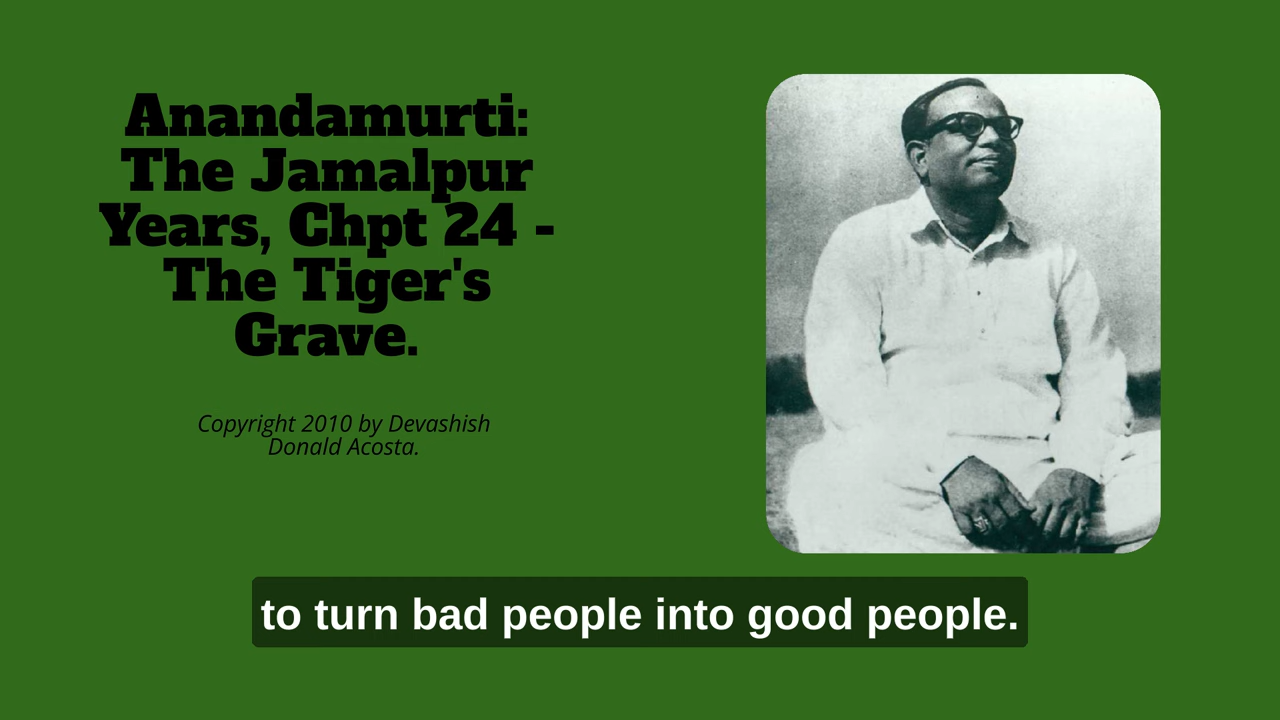 Anandamurti:
The Jamalpur
Years, Chpt 24 -
The Tiger's
Grave.
Copyright 2010 by Devashish
Donald Acosta.
to turn bad people into good people.